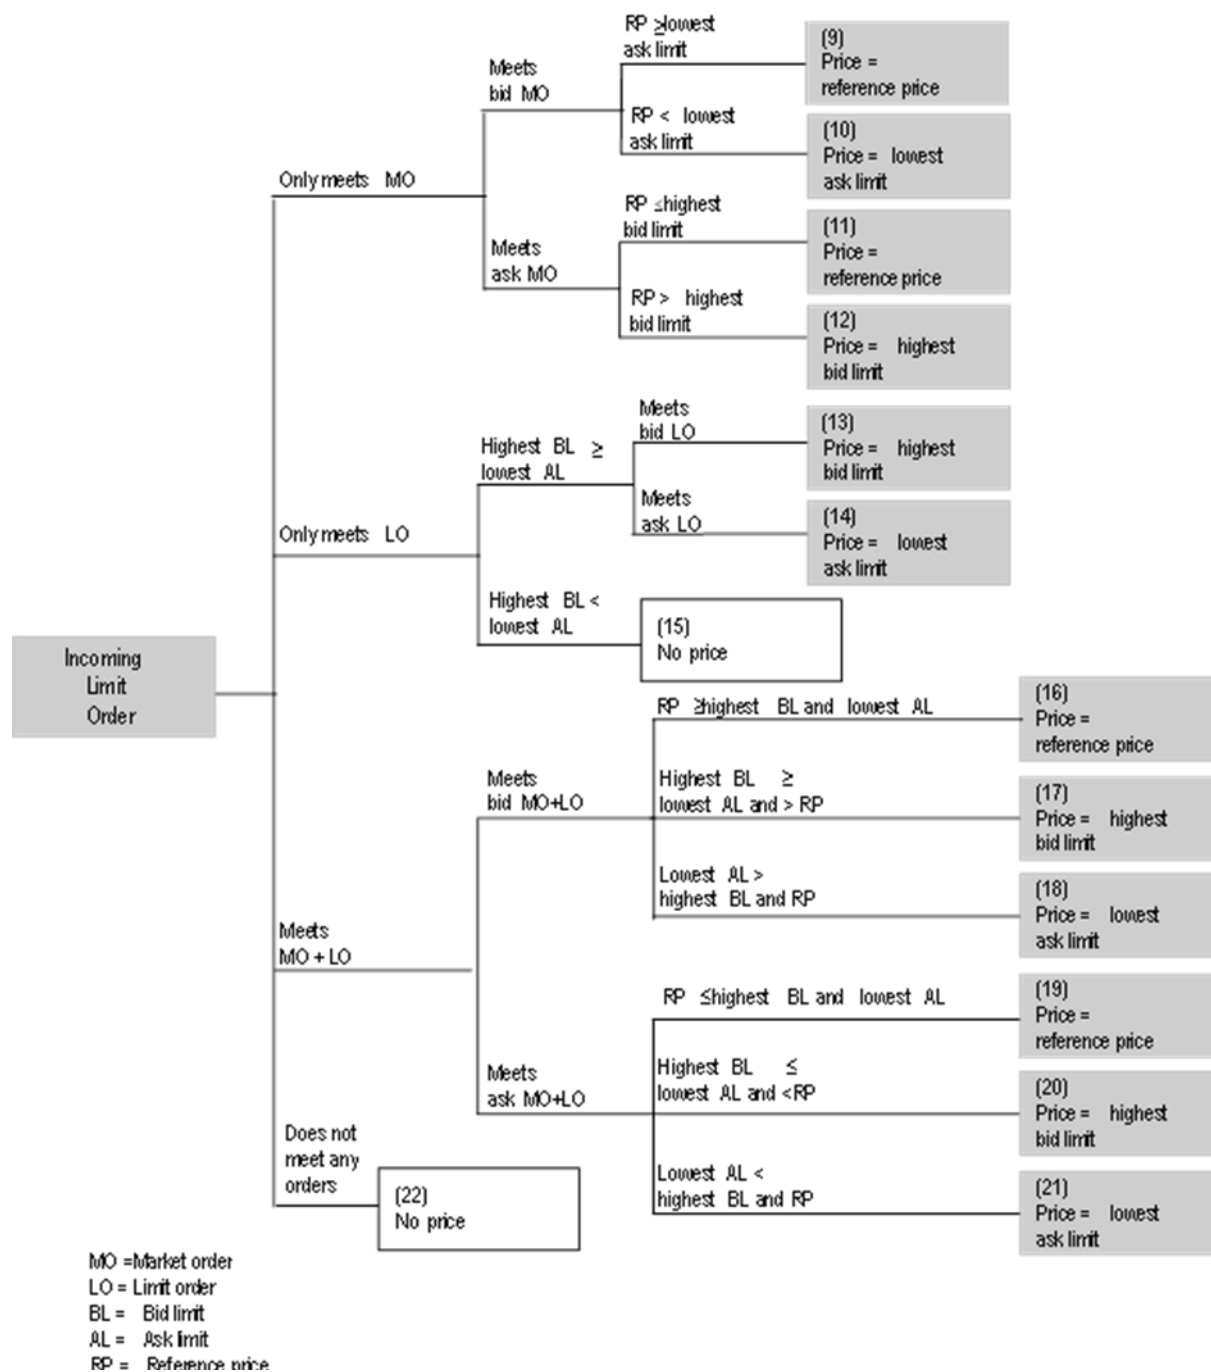 RP ≥lowest
ask limit
(9)
Price =
reference price
Meets
bid MO
RP < lowest
ask limit
(10)
Price = lowest
ask limit
Only meets MO
RP ≤highest
bid limit
(11)
Price =
reference price
Meets
ask MO
RP > highest
bid limit
(12)
Price = highest
bid limit
Highest BL ≥
lowest AL
Meets
bid LO
(13)
Price = highest
bid limit
Meets
ask LO
(14)
Price = lowest
ask limit
Only meets LO
Highest BL <
lowest AL
(15)
No price
Incoming
Limit
Order
RP ≥highest BL and lowest AL
(16)
Price =
reference price
Meets
bid MO+LO
Highest BL ≥
lowest AL and > RP
(17)
Price = highest
bid limit
Lowest AL >
highest BL and RP
(18)
Price = lowest
ask limit
Meets
MO + LO
RP ≤highest BL and lowest AL
(19)
Price =
reference price
Meets
ask MO+LO
Highest BL ≤
lowest AL and <RP
(20)
Price = highest
bid limit
Lowest AL <
highest BL and RP
(21)
Price = lowest
ask limit
Does not
meet any
orders
(22)
No price
MO =Market order
LO = Limit order
BL = Bid limit
AL = Ask limit
RP = Reference price